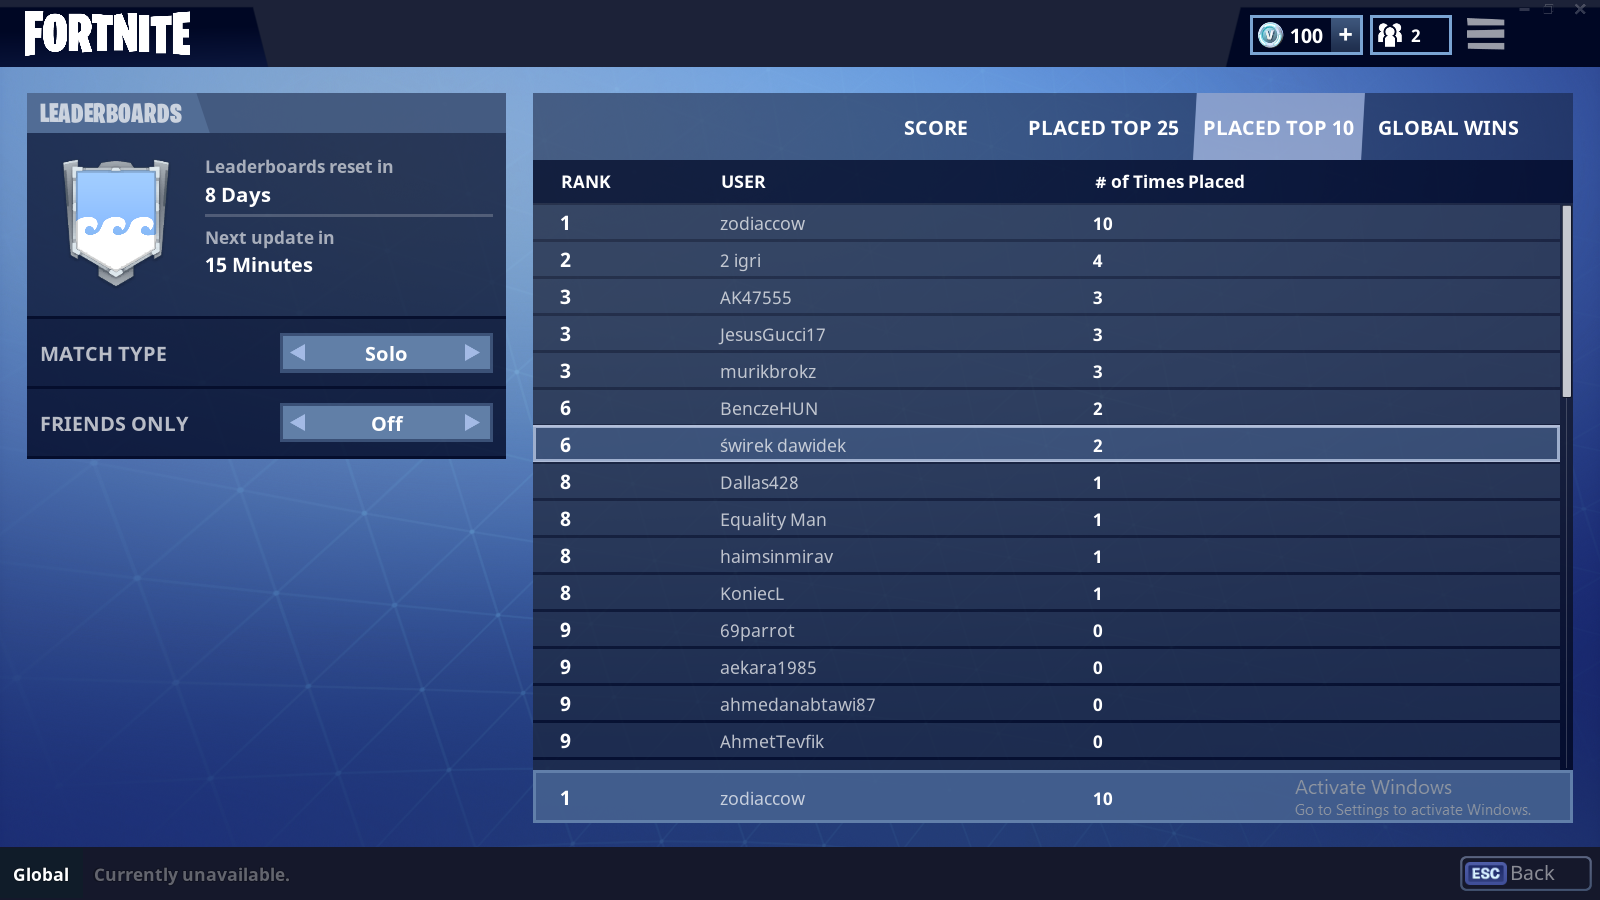 FORTNITE
100 +
2
LEADERBOARDS
Leaderboards reset in
8 Days
Next update in
15 Minutes
MATCH TYPE
Solo
FRIENDS ONLY
Off
SCORE PLACED TOP 25 PLACED TOP 10 GLOBAL WINS
RANK USER # of Times Placed
1 zodiaccow 10
2 2 igri 4
3 AK47555 3
3 JesusGucci17 3
3 murikbrokz 3
6 BenczeHUN 2
6 świrek dawidek 2
8 Dallas428 1
8 Equality Man 1
8 haimsinmirav 1
8 KoniecL 1
9 69parrot 0
9 aekara1985 0
9 ahmedanabtawi87 0
9 AhmetTevfik 0
1 zodiaccow 10
Activate Windows
Go to Settings to activate Windows.
Global Currently unavailable.
ESC Back